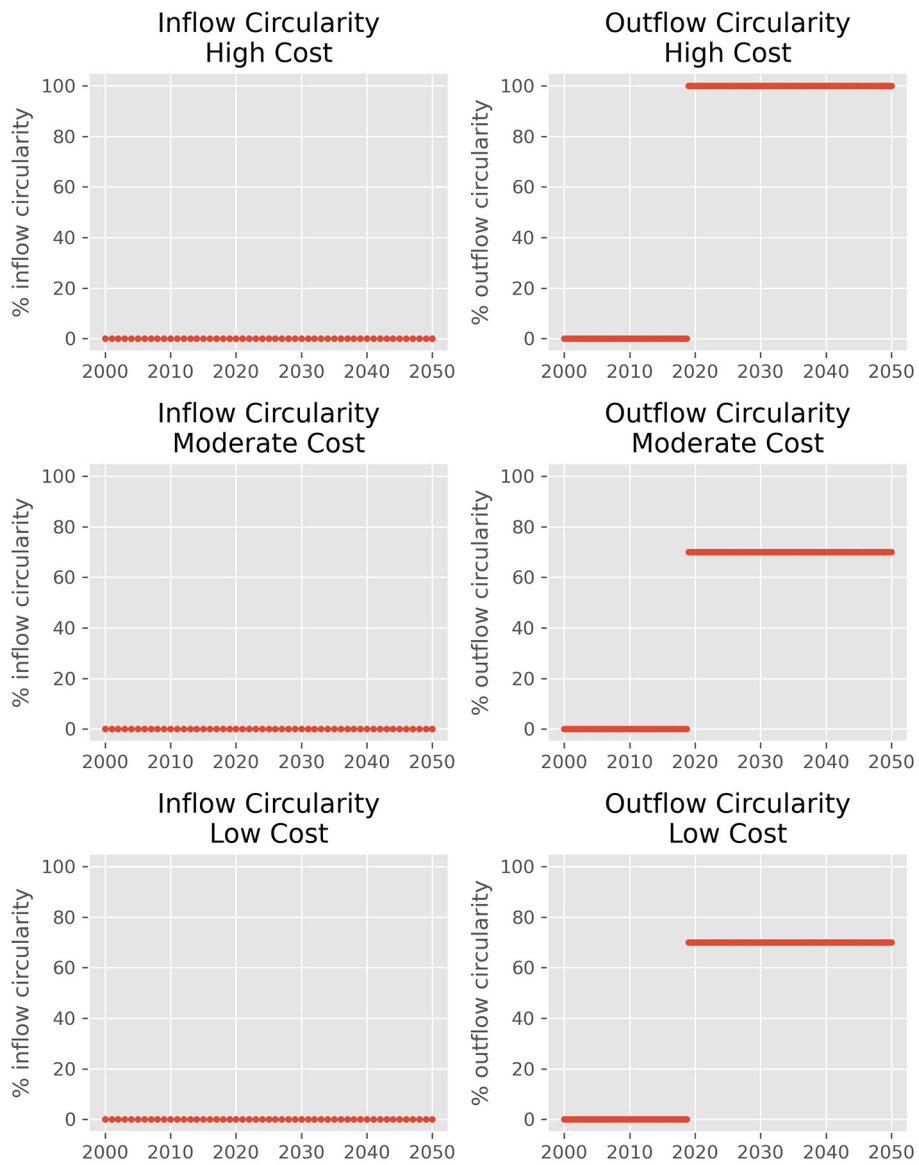 Inflow Circularity
High Cost
% inflow circularity
100
80
60
40
20
0
2000 2010 2020 2030 2040 2050
Outflow Circularity
High Cost
% outflow circularity
100
80
60
40
20
0
2000 2010 2020 2030 2040 2050
Inflow Circularity
Moderate Cost
% inflow circularity
100
80
60
40
20
0
2000 2010 2020 2030 2040 2050
Outflow Circularity
Moderate Cost
% outflow circularity
100
80
60
40
20
0
2000 2010 2020 2030 2040 2050
Inflow Circularity
Low Cost
% inflow circularity
100
80
60
40
20
0
2000 2010 2020 2030 2040 2050
Outflow Circularity
Low Cost
% outflow circularity
100
80
60
40
20
0
2000 2010 2020 2030 2040 2050